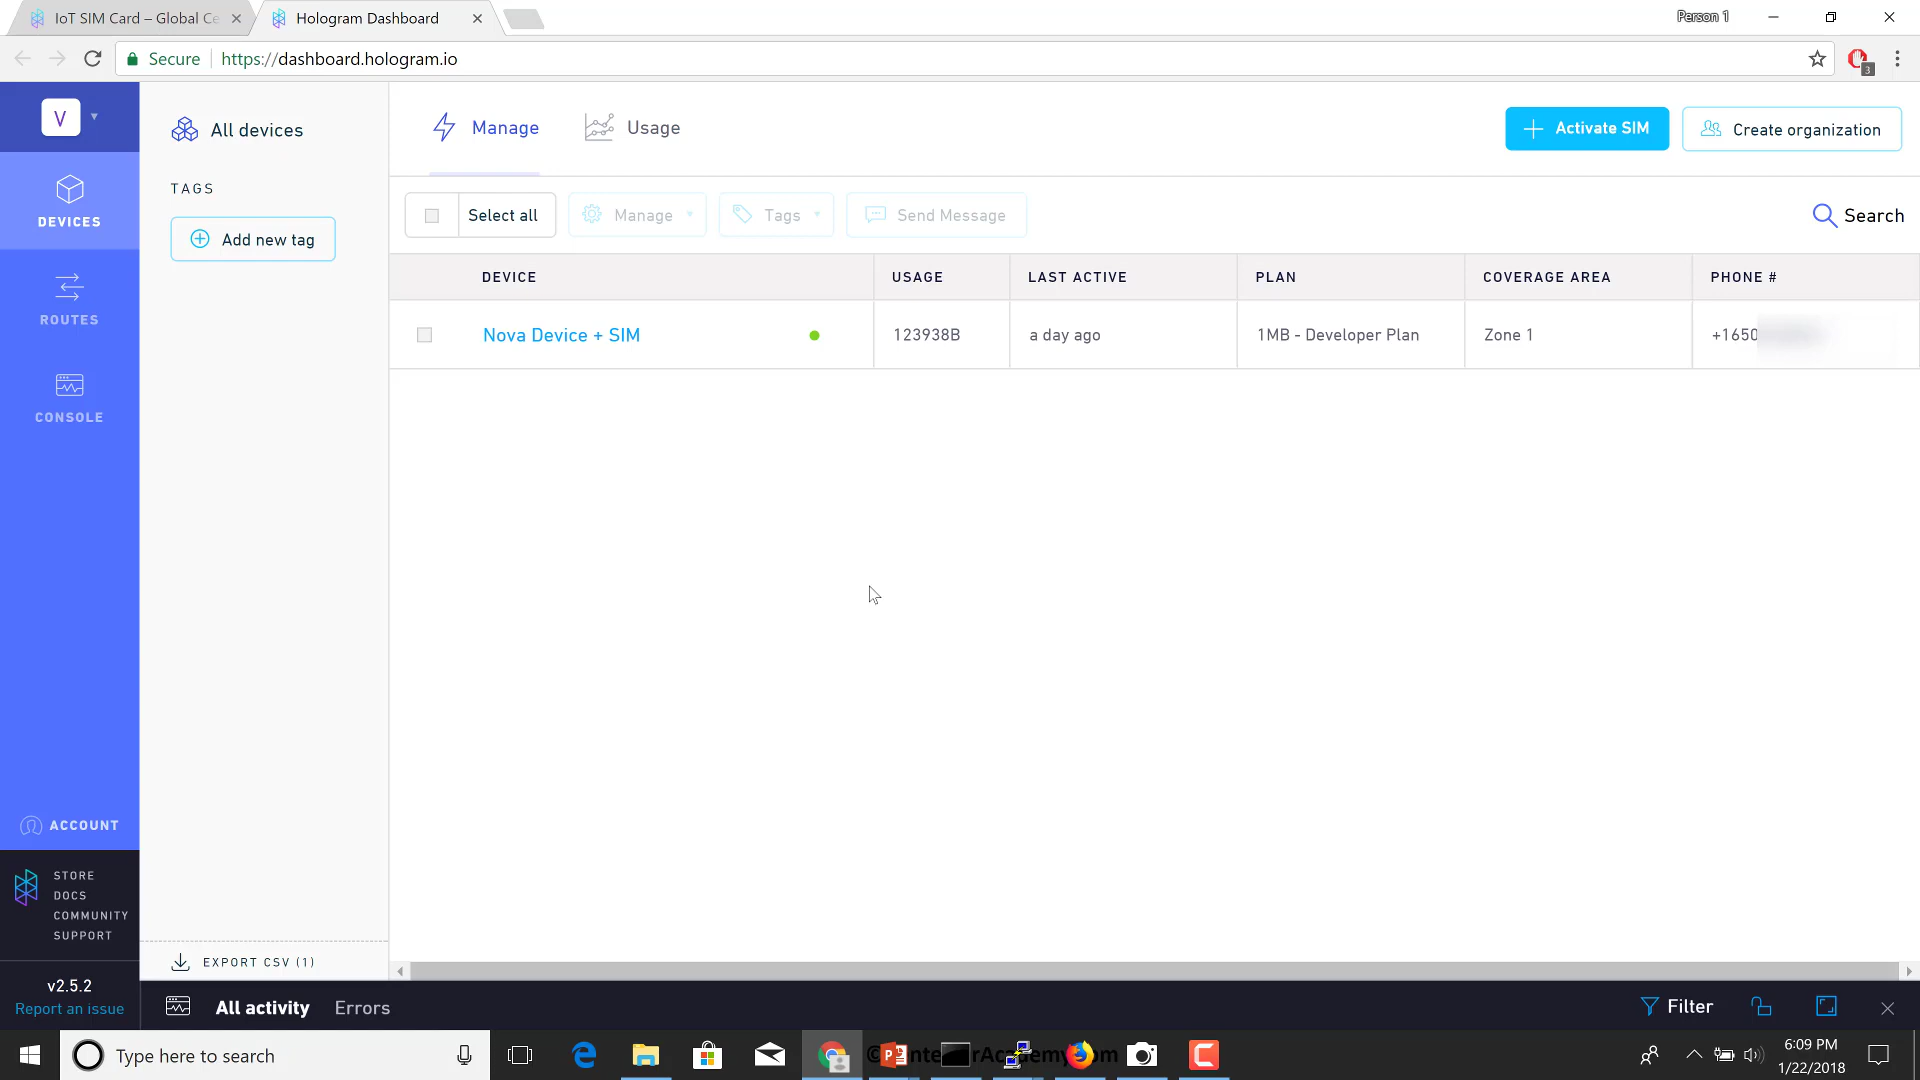 IoT SIM Card – Global Ce
Hologram Dashboard
Person 1
Secure
https://dashboard.hologram.io
3
V
All devices
Manage
Usage
Activate SIM
Create organization
TAGS
Add new tag
DEVICES
ROUTES
CONSOLE
Select all
Manage
Tags
Send Message
Search
DEVICE
USAGE
LAST ACTIVE
PLAN
COVERAGE AREA
PHONE #
Nova Device + SIM
123938B
a day ago
1MB - Developer Plan
Zone 1
+1650
ACCOUNT
STORE
DOCS
COMMUNITY
SUPPORT
EXPORT CSV (1)
v2.5.2
Report an issue
All activity
Errors
Filter
Type here to search
6:09 PM
1/22/2018